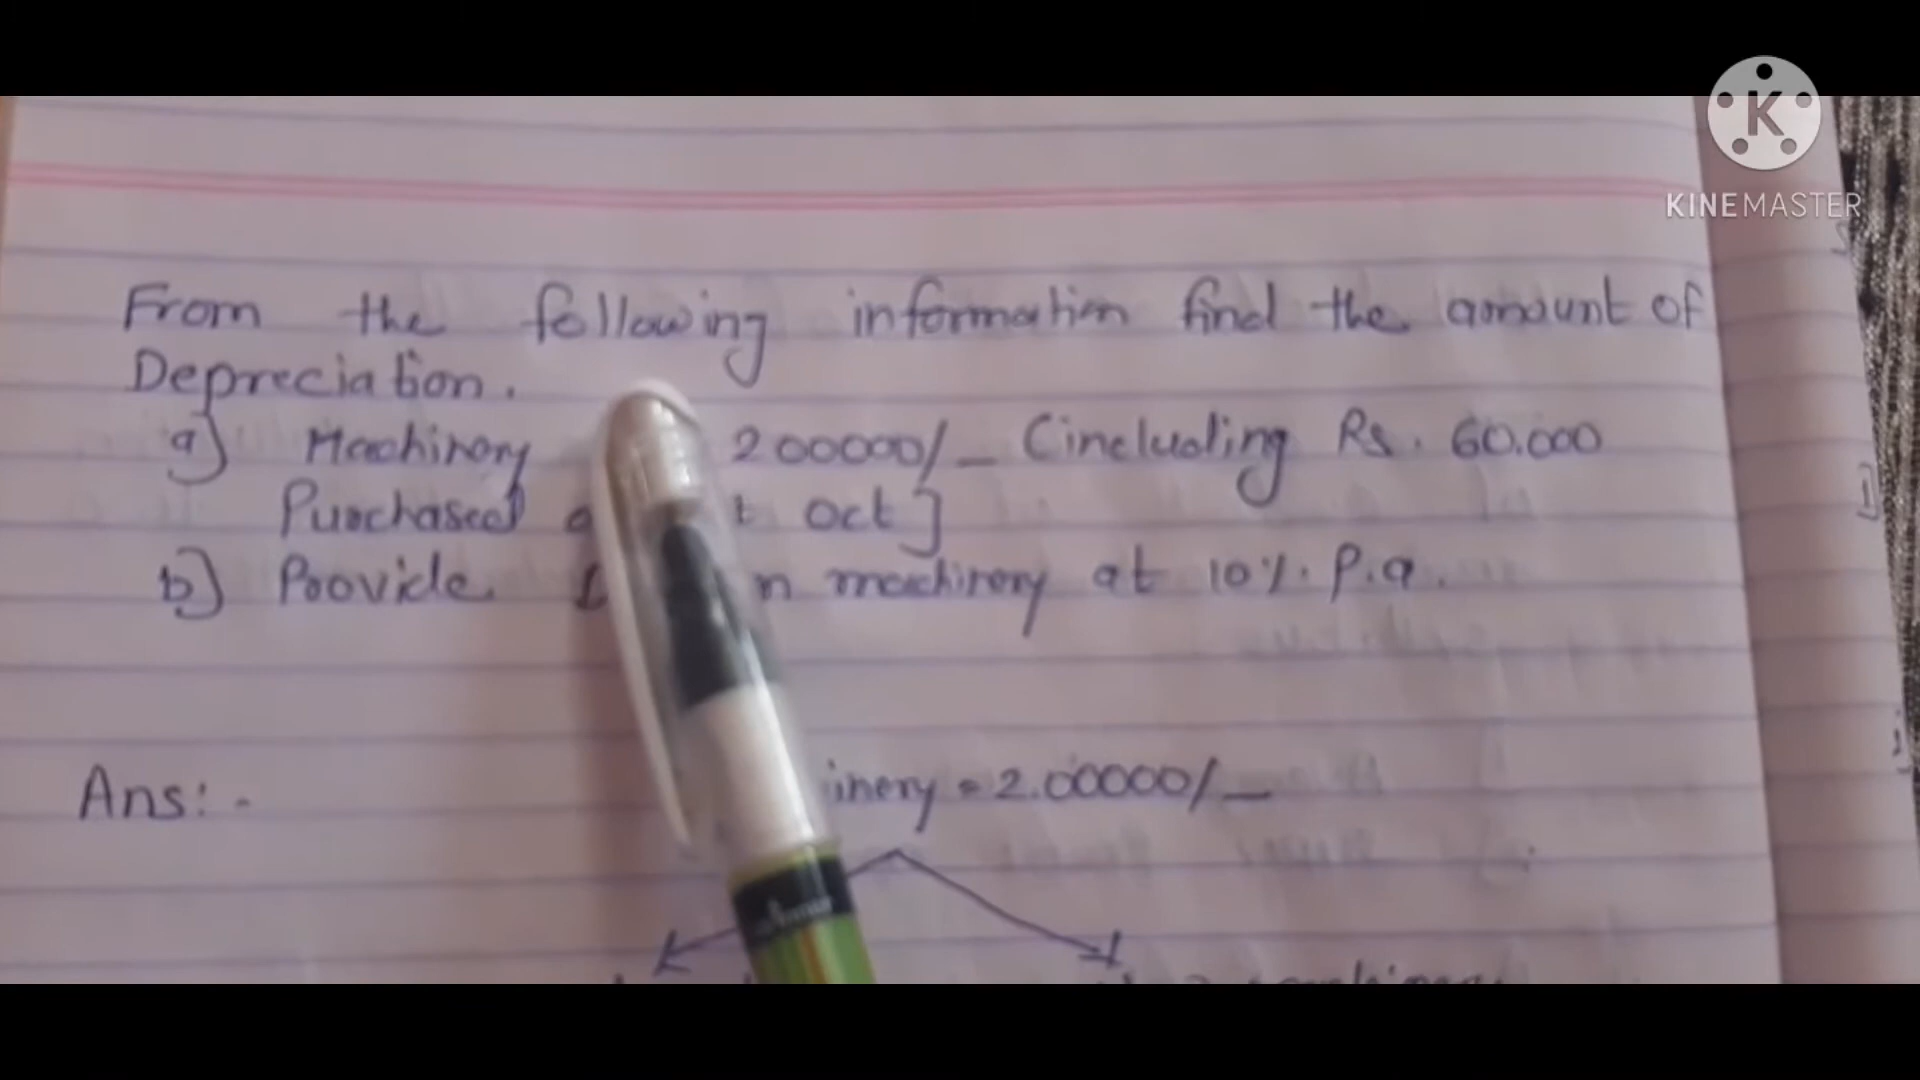 K
KINEMASTER
From the following information find the amount of
Depreciation.
a] Machinery 200000/- (including Rs. 60.000
Purchased Oct]
b] Provide machinery at 10%. P.a.
Ans:- inery = 2.00000/-